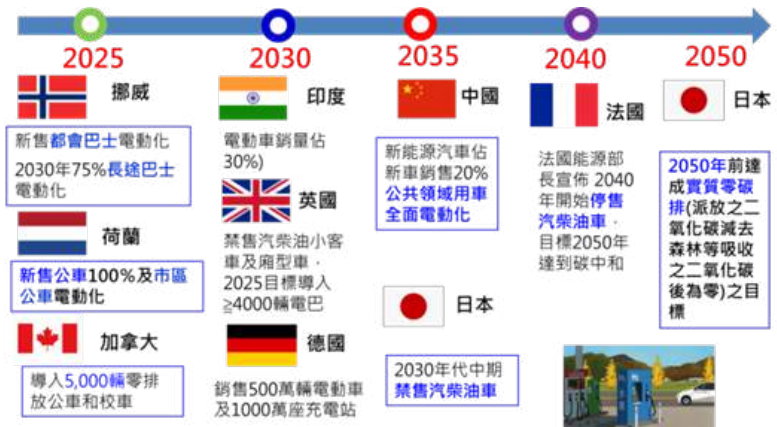 2025
2030
2035
2040
2050
挪威
新售都會巴士電動化
2030年75%長途巴士
電動化
荷蘭
新售公車100%及市區
公車電動化
加拿大
導入5,000輛零排
放公車和校車
印度
電動車銷量佔
30%)
英國
禁售汽柴油小客
車及廂型車，
2025目標導入
≧4000輛電巴
德國
銷售500萬輛電動車
及1000萬座充電站
中國
新能源汽車佔
新車銷售20%
公共領域用車
全面電動化
日本
2030年代中期
禁售汽柴油車
法國
法國能源部
長宣佈 2040
年開始停售
汽柴油車，
目標2050年
達到碳中和
日本
2050年前達
成實質零碳
排(派放之二
氧化碳減去
森林等吸收
之二氧化碳
後為零)之目
標